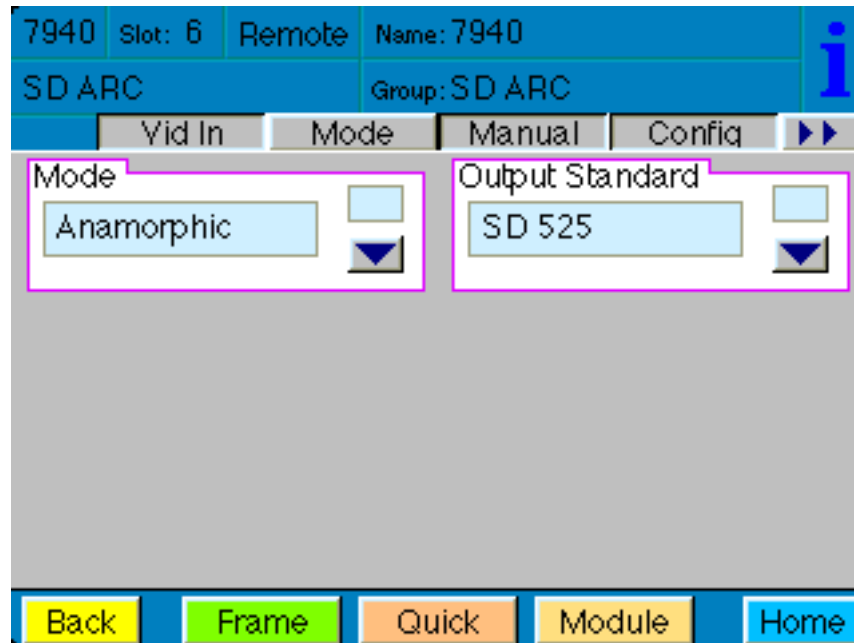 7940 Slot: 6 Remote Name: 7940
SD ARC Group: SD ARC
Vid In Mode Manual Config
Mode Output Standard
Anamorphic SD 525
Back Frame Quick Module Home